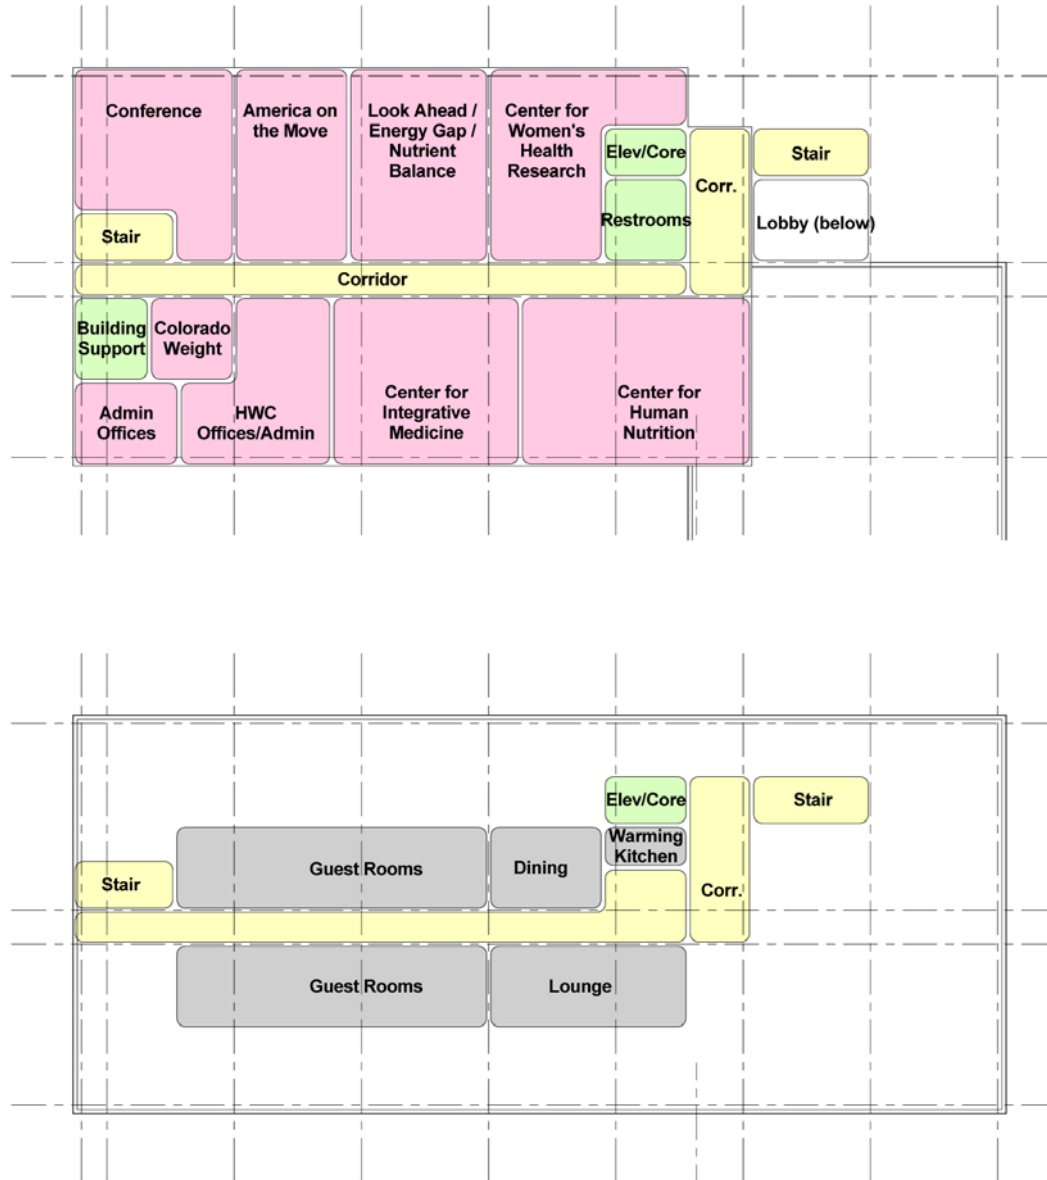 Conference
America on
the Move
Look Ahead /
Energy Gap /
Nutrient
Balance
Center for
Women's
Health
Research
Elev/Core
Stair
Corr.
Restrooms
Lobby (below)
Stair
Corridor
Building
Support
Colorado
Weight
Admin
Offices
HWC
Offices/Admin
Center for
Integrative
Medicine
Center for
Human
Nutrition
Elev/Core
Stair
Warming
Kitchen
Guest Rooms
Dining
Stair
Corr.
Guest Rooms
Lounge